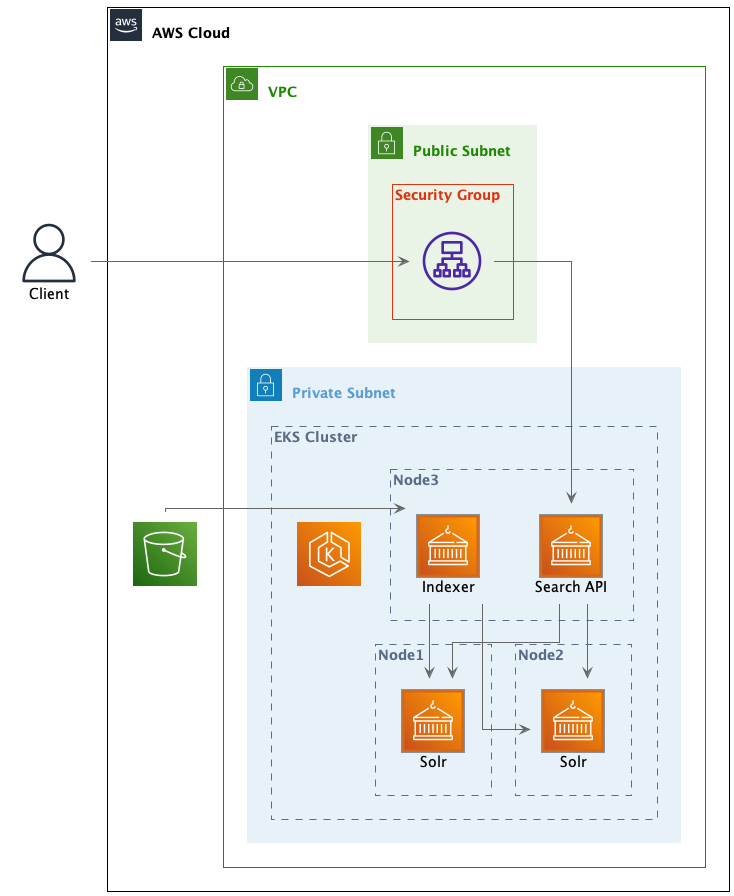 aws
AWS Cloud
VPC
Public Subnet
Security Group
Client
Private Subnet
EKS Cluster
Node3
K
Indexer
Search API
Node1
Node2
Solr
Solr